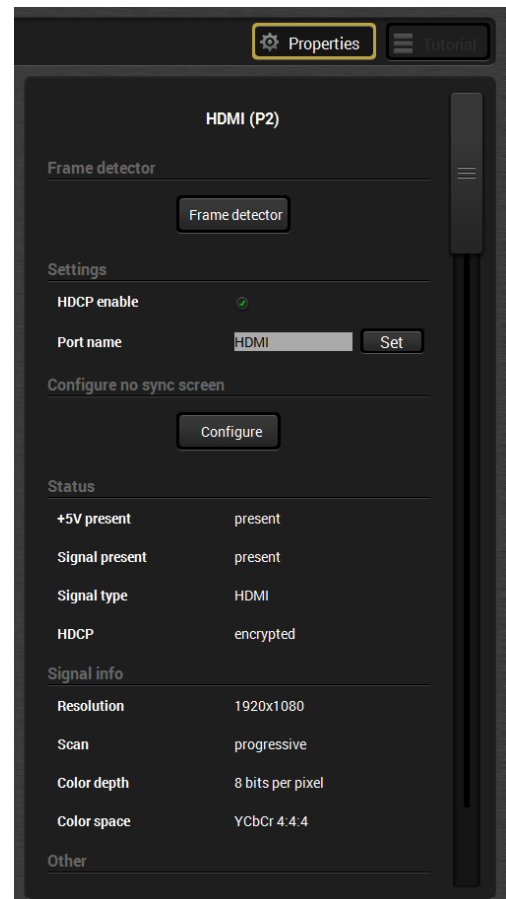 Properties
Tutorial
HDMI (P2)
Frame detector
Frame detector
Settings
HDCP enable
Port name HDMI Set
Configure no sync screen
Configure
Status
+5V present present
Signal present present
Signal type HDMI
HDCP encrypted
Signal info
Resolution 1920x1080
Scan progressive
Color depth 8 bits per pixel
Color space YCbCr 4:4:4
Other